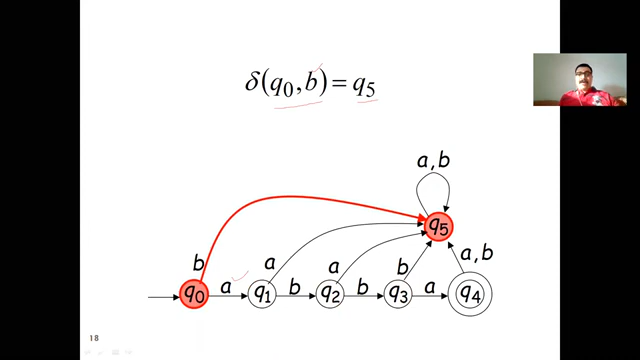 δ(q₀,b)=q₅
a,b
q₅
b
a
a
b
a,b
q₀
a
q₁
b
q₂
b
q₃
a
q₄
18